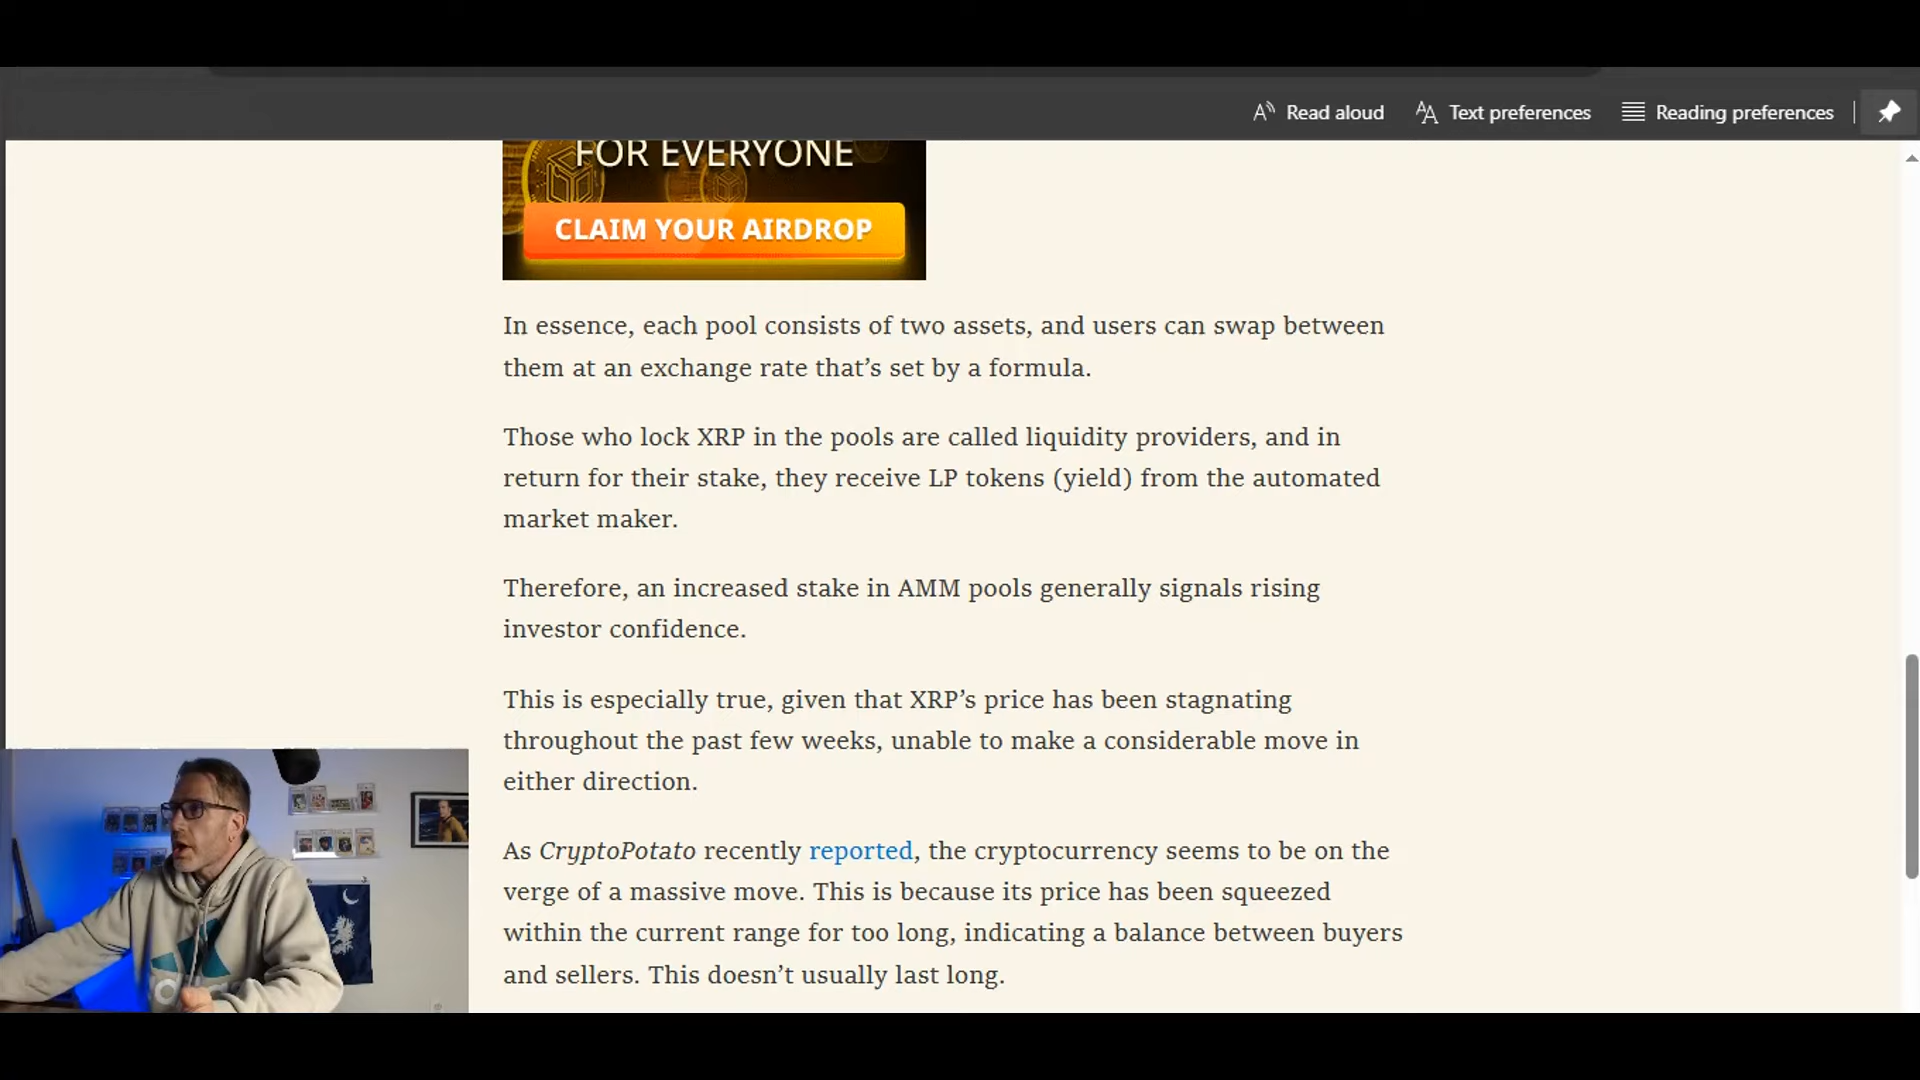 Read aloud
Text preferences
Reading preferences
FOR EVERYONE
CLAIM YOUR AIRDROP
In essence, each pool consists of two assets, and users can swap between
them at an exchange rate that’s set by a formula.
Those who lock XRP in the pools are called liquidity providers, and in
return for their stake, they receive LP tokens (yield) from the automated
market maker.
Therefore, an increased stake in AMM pools generally signals rising
investor confidence.
This is especially true, given that XRP’s price has been stagnating
throughout the past few weeks, unable to make a considerable move in
either direction.
As CryptoPotato recently reported, the cryptocurrency seems to be on the
verge of a massive move. This is because its price has been squeezed
within the current range for too long, indicating a balance between buyers
and sellers. This doesn’t usually last long.